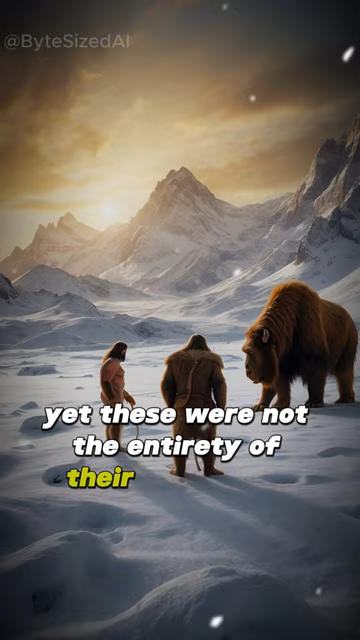 @ByteSizedAI
yet these were not
the entirety of
their